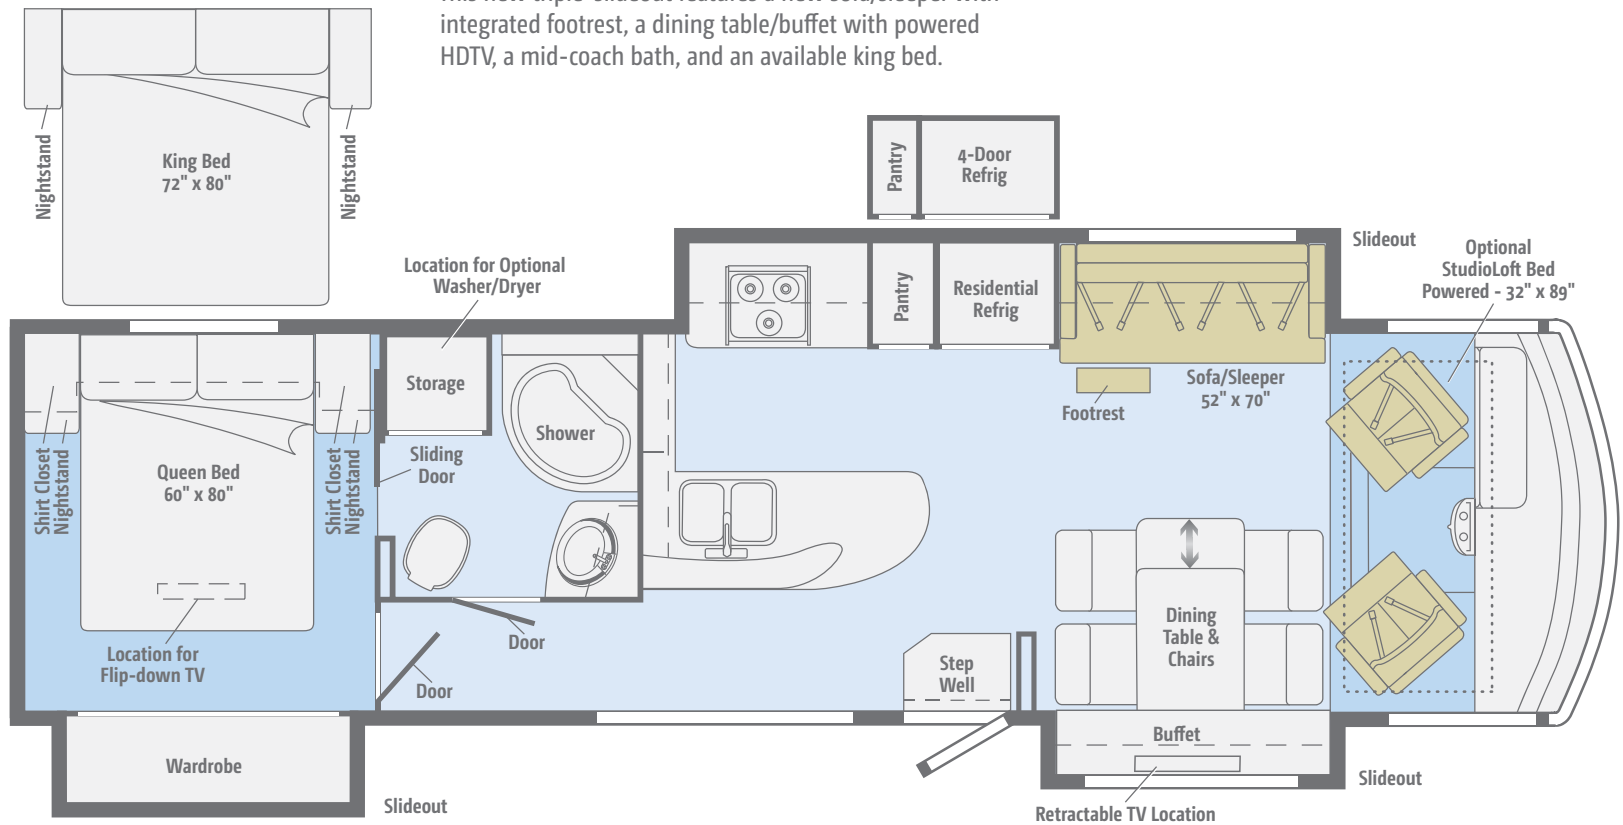 integrated footrest, a dining table/buffet with powered
HDTV, a mid-coach bath, and an available king bed.
Nightstand
King Bed
72" x 80"
Nightstand
Pantry
4-Door
Refrig
Slideout
Optional
StudioLoft Bed
Powered - 32" x 89"
Location for Optional
Washer/Dryer
Pantry
Residential
Refrig
Storage
Shower
Sofa/Sleeper
52" x 70"
Footrest
Sliding
Door
Shirt Closet
Nightstand
Queen Bed
60" x 80"
Shirt Closet
Nightstand
Location for
Flip-down TV
Door
Door
Step
Well
Dining
Table &
Chairs
Buffet
Wardrobe
Slideout
Slideout
Retractable TV Location